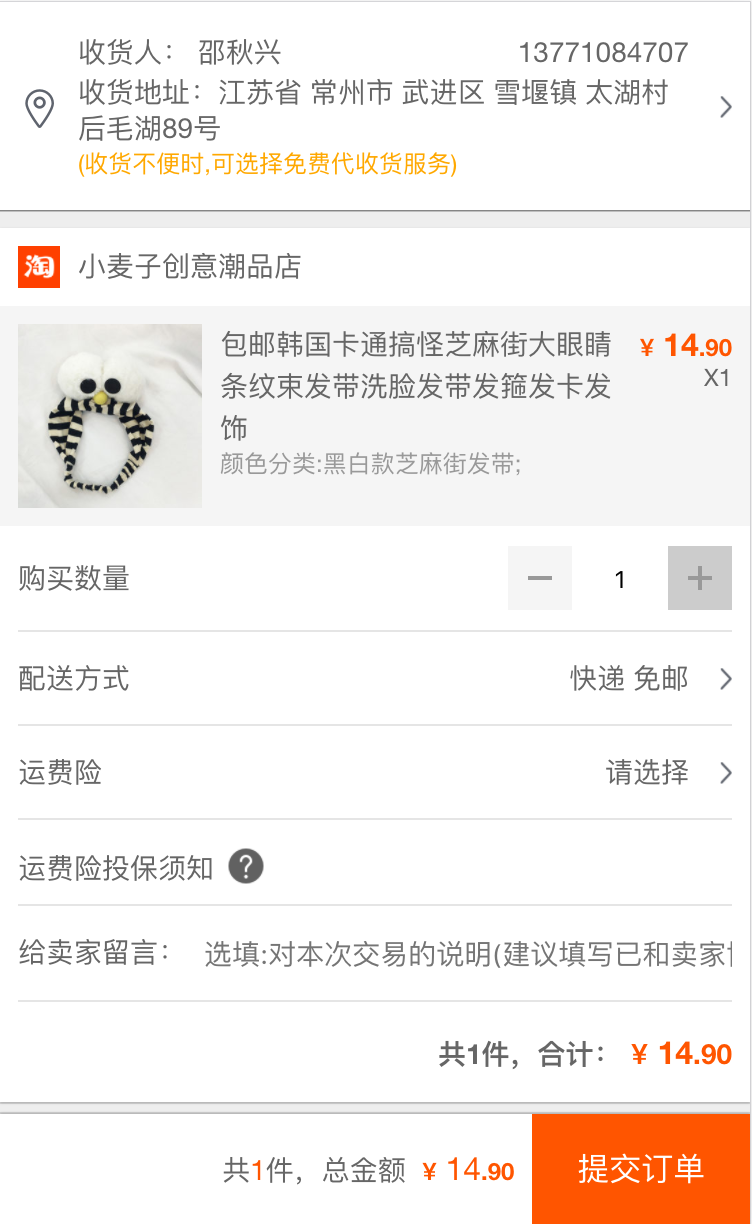 收货人： 邵秋兴 13771084707
收货地址：江苏省 常州市 武进区 雪堰镇 太湖村
后毛湖89号
(收货不便时,可选择免费代收货服务)
淘 小麦子创意潮品店
包邮韩国卡通搞怪芝麻街大眼睛 ¥ 14.90
条纹束发带洗脸发带发箍发卡发 X1
饰
颜色分类:黑白款芝麻街发带;
购买数量 1
配送方式 快递 免邮
运费险 请选择
运费险投保须知 ?
给卖家留言： 选填:对本次交易的说明(建议填写已和卖家
共1件，合计： ¥ 14.90
共1件，总金额 ¥ 14.90 提交订单